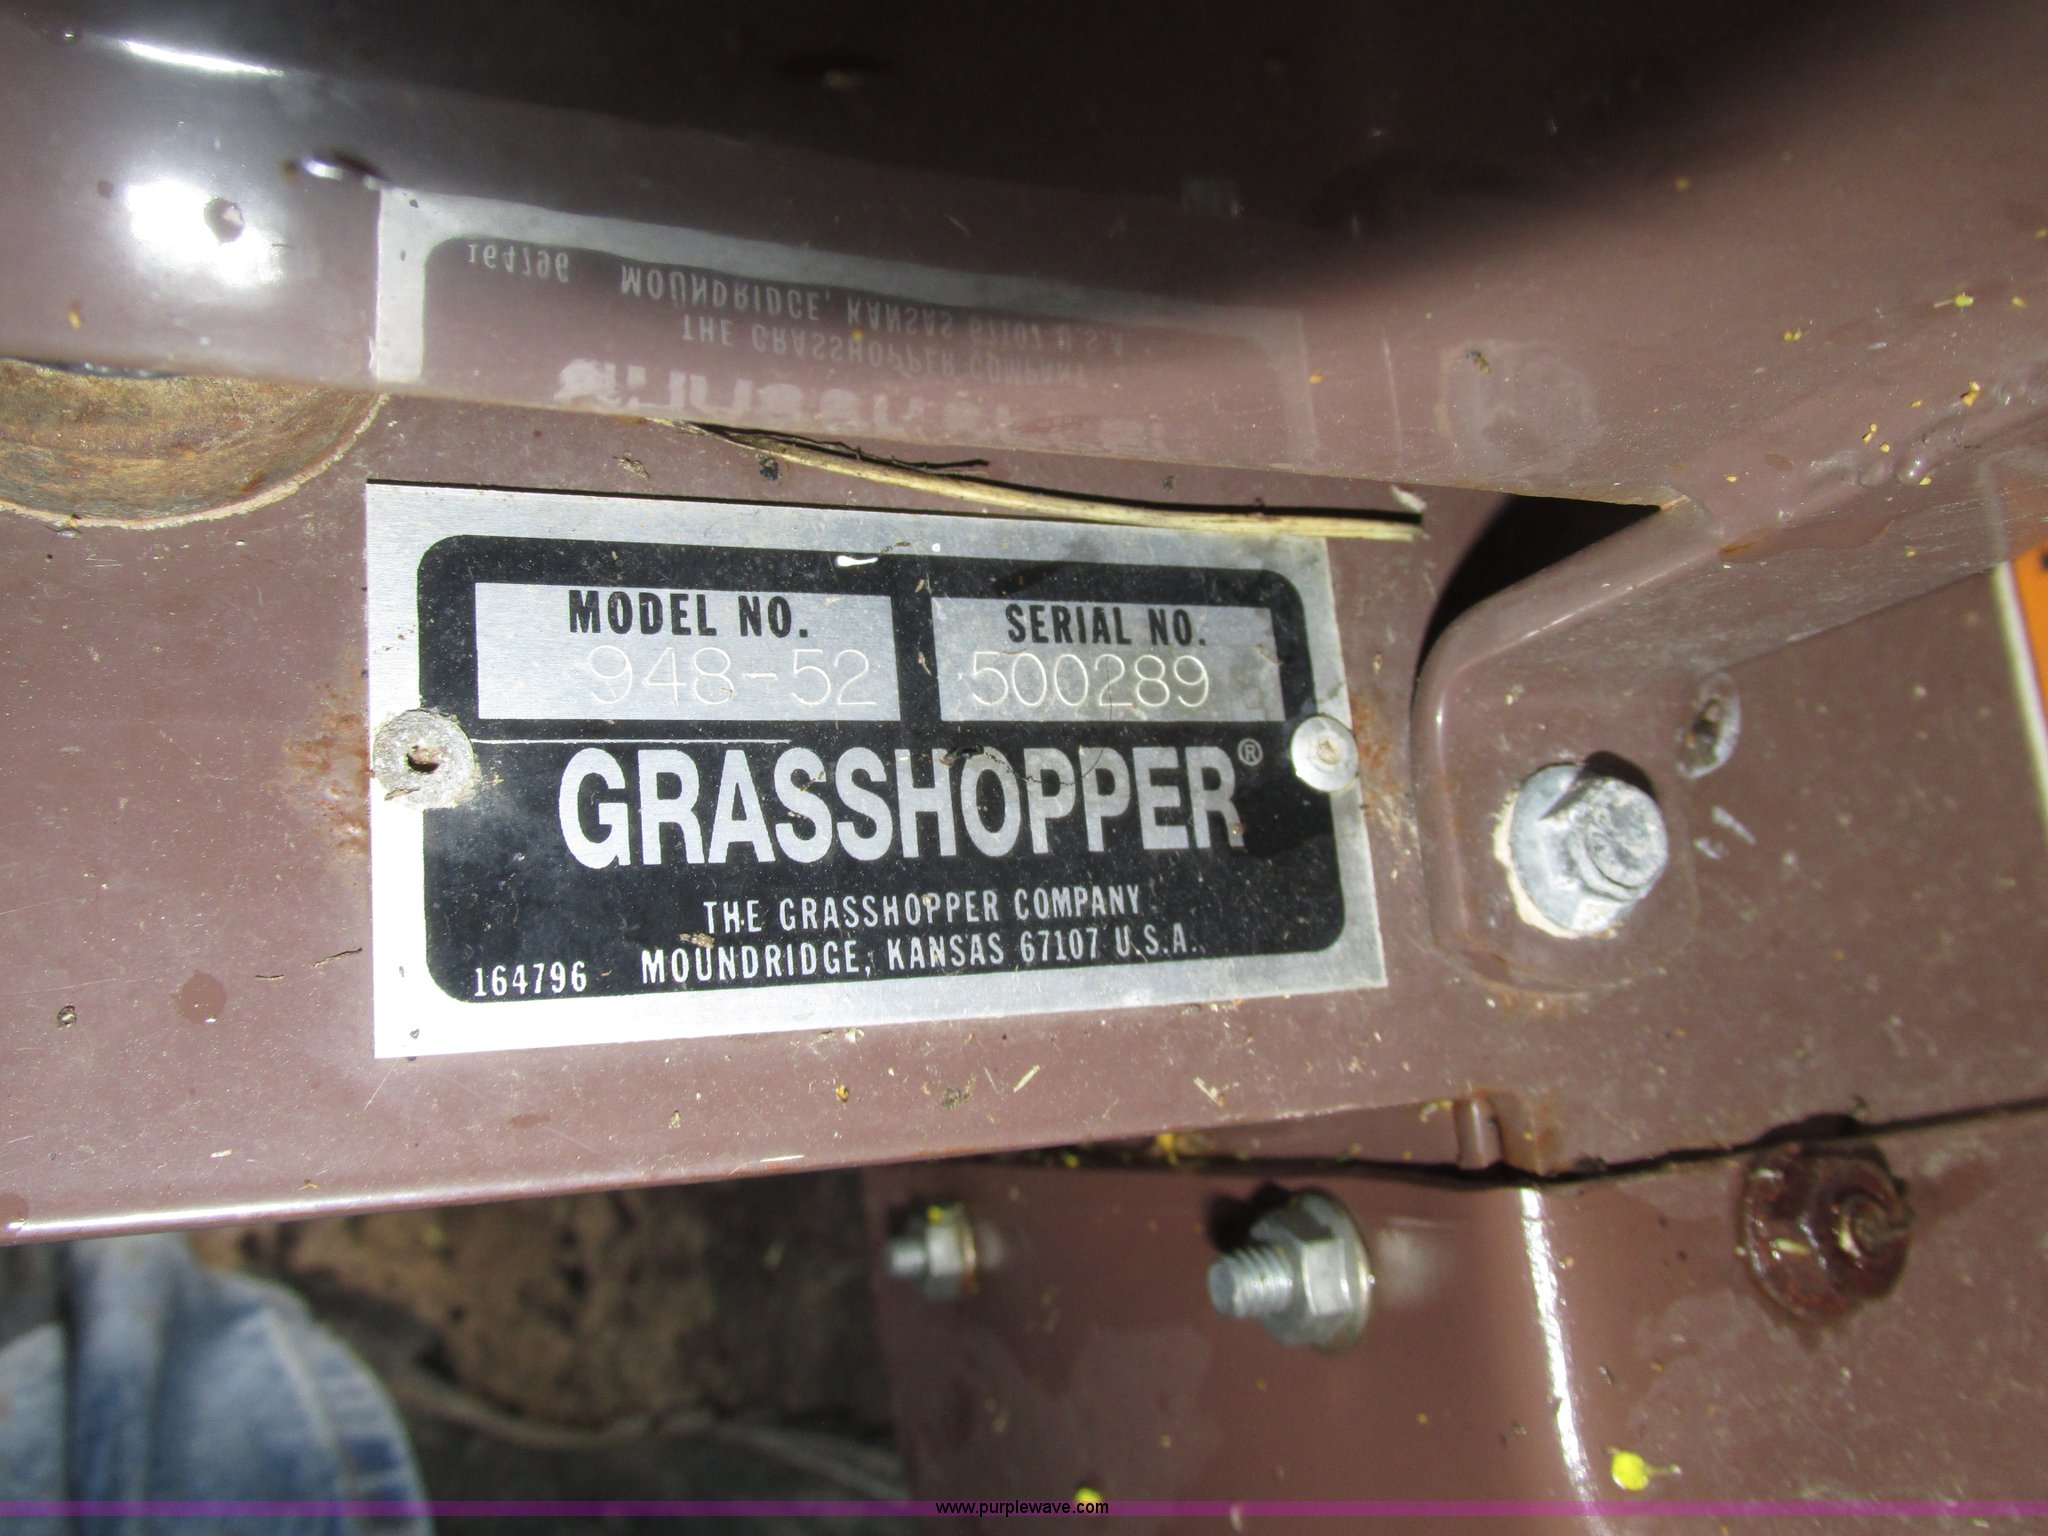 164796 MOUNDRIDGE, KANSAS 67107 U.S.A.
THE GRASSHOPPER COMPANY
MODEL NO. SERIAL NO.
948-52 500289
GRASSHOPPER®
THE GRASSHOPPER COMPANY
164796 MOUNDRIDGE, KANSAS 67107 U.S.A.
www.purplewave.com